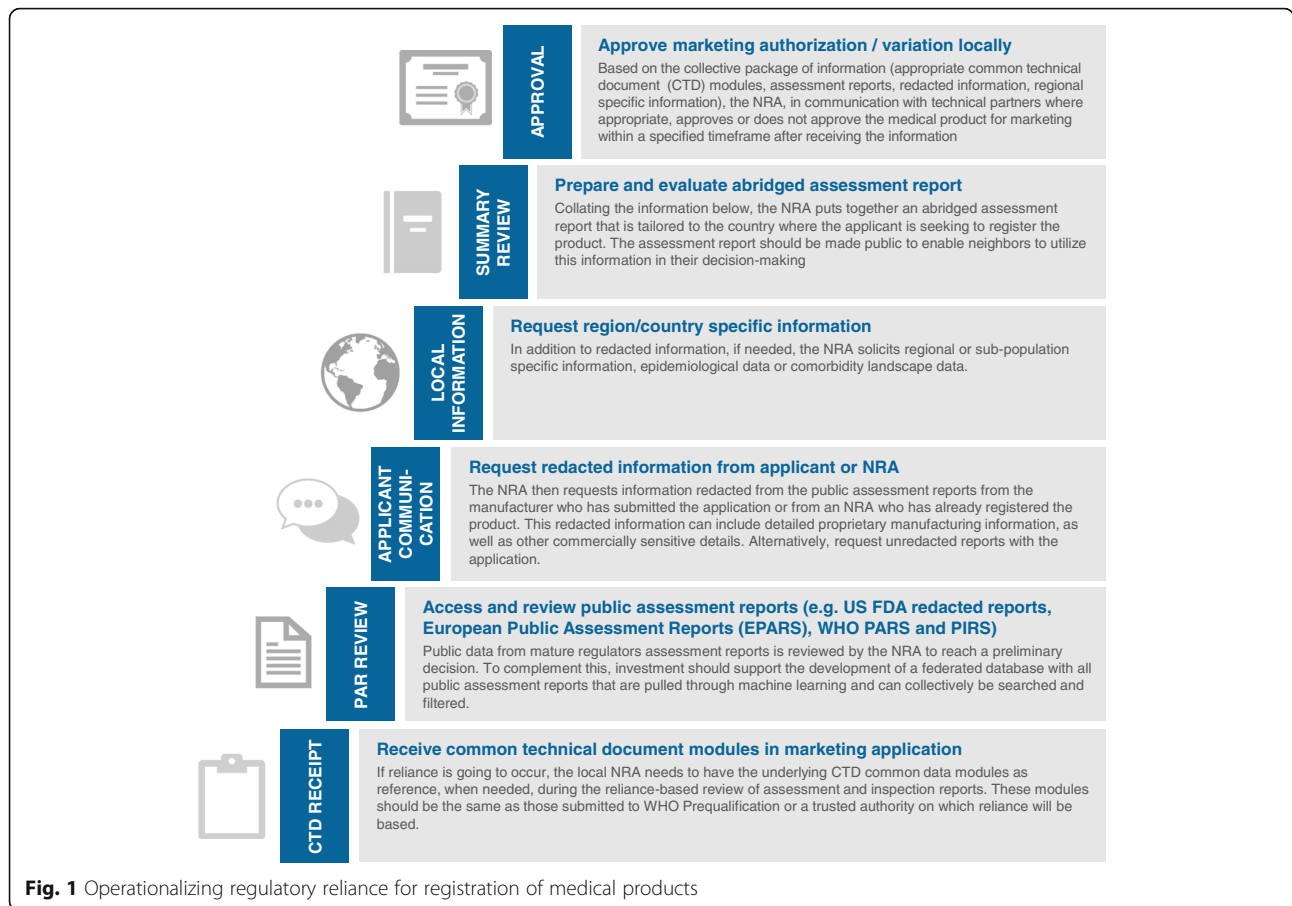 APPROVAL
Approve marketing authorization / variation locally
Based on the collective package of information (appropriate common technical
document (CTD) modules, assessment reports, redacted information, regional
specific information), the NRA, in communication with technical partners where
appropriate, approves or does not approve the medical product for marketing
within a specified timeframe after receiving the information
SUMMARY
REVIEW
Prepare and evaluate abridged assessment report
Collating the information below, the NRA puts together an abridged assessment
report that is tailored to the country where the applicant is seeking to register the
product. The assessment report should be made public to enable neighbors to utilize
this information in their decision-making
LOCAL
INFORMATION
Request region/country specific information
In addition to redacted information, if needed, the NRA solicits regional or sub-population
specific information, epidemiological data or comorbidity landscape data.
APPLICANT
COMMUNI-
CATION
Request redacted information from applicant or NRA
The NRA then requests information redacted from the public assessment reports from the
manufacturer who has submitted the application or from an NRA who has already registered the
product. This redacted information can include detailed proprietary manufacturing information, as
well as other commercially sensitive details. Alternatively, request unredacted reports with the
application.
PAR REVIEW
Access and review public assessment reports (e.g. US FDA redacted reports,
European Public Assessment Reports (EPARS), WHO PARS and PIRS)
Public data from mature regulators assessment reports is reviewed by the NRA to reach a preliminary
decision. To complement this, investment should support the development of a federated database with all
public assessment reports that are pulled through machine learning and can collectively be searched and
filtered.
CTD RECEIPT
Receive common technical document modules in marketing application
If reliance is going to occur, the local NRA needs to have the underlying CTD common data modules as
reference, when needed, during the reliance-based review of assessment and inspection reports. These modules
should be the same as those submitted to WHO Prequalification or a trusted authority on which reliance will be
based.
Fig. 1 Operationalizing regulatory reliance for registration of medical products